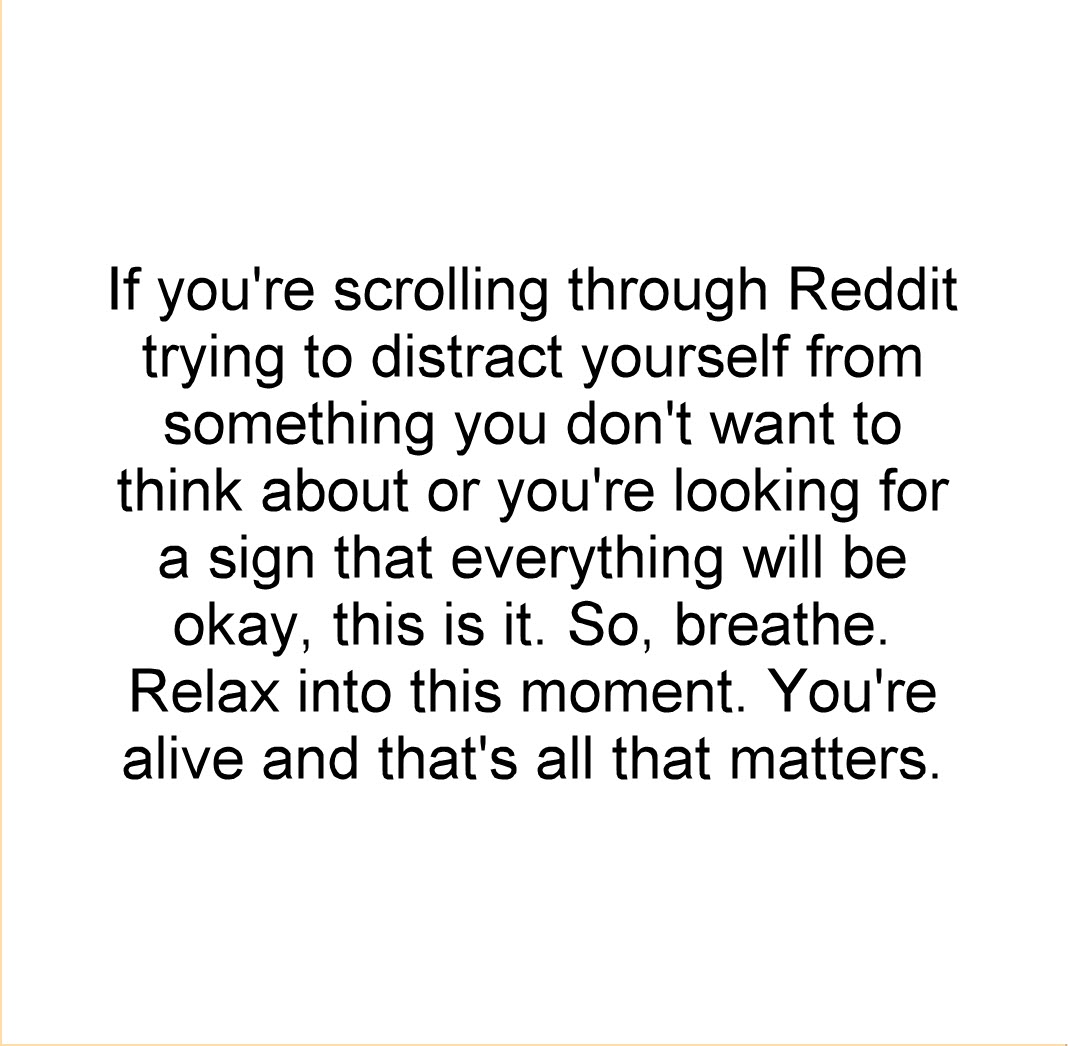 If you're scrolling through Reddit
trying to distract yourself from
something you don't want to
think about or you're looking for
a sign that everything will be
okay, this is it. So, breathe.
Relax into this moment. You're
alive and that's all that matters.